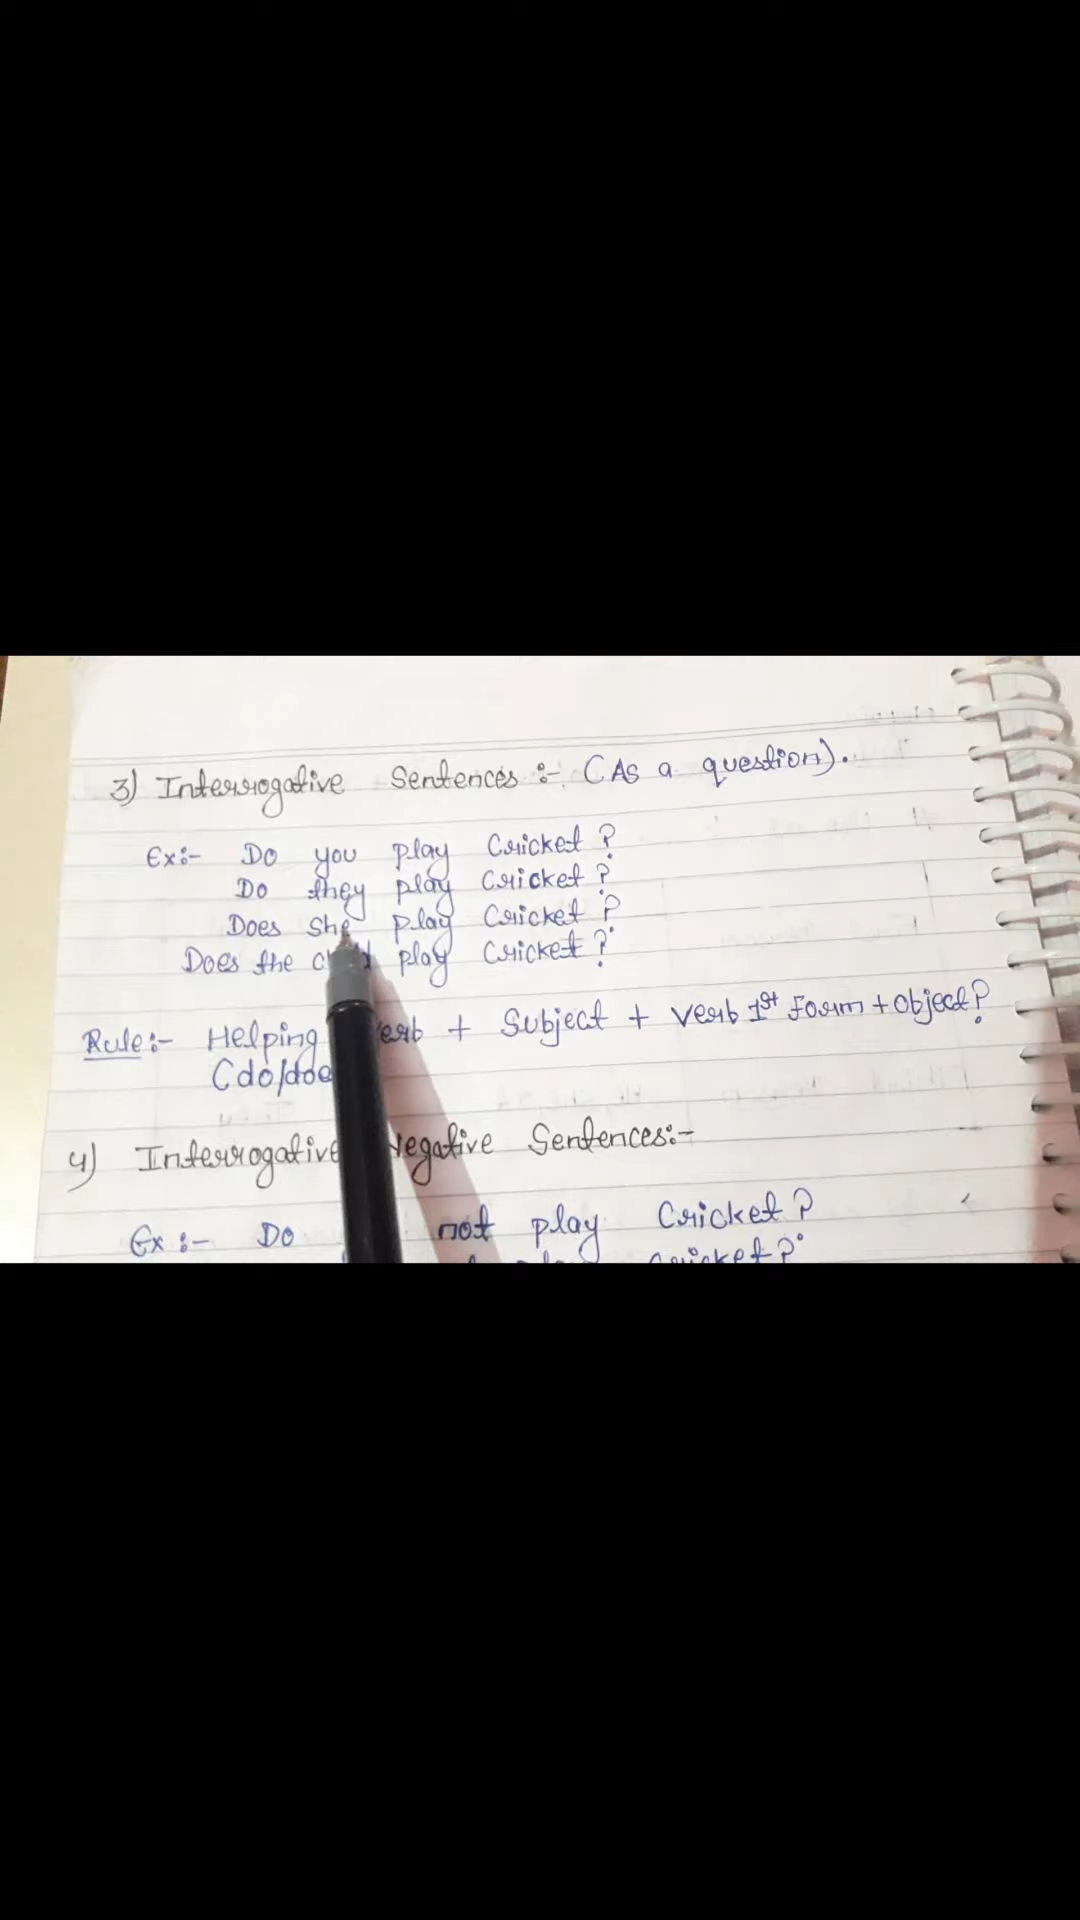 3) Interrogative Sentences :- (As a question).
Ex:- Do you play Cricket ?
Do they play Cricket ?
Does she play Cricket ?
Does the play Cricket ?
Rule:- Helping + Subject + Verb 1st Form + Object ?
4) Interrogative Sentences:-
Ex :- Do not play Cricket ?
Cricket ?